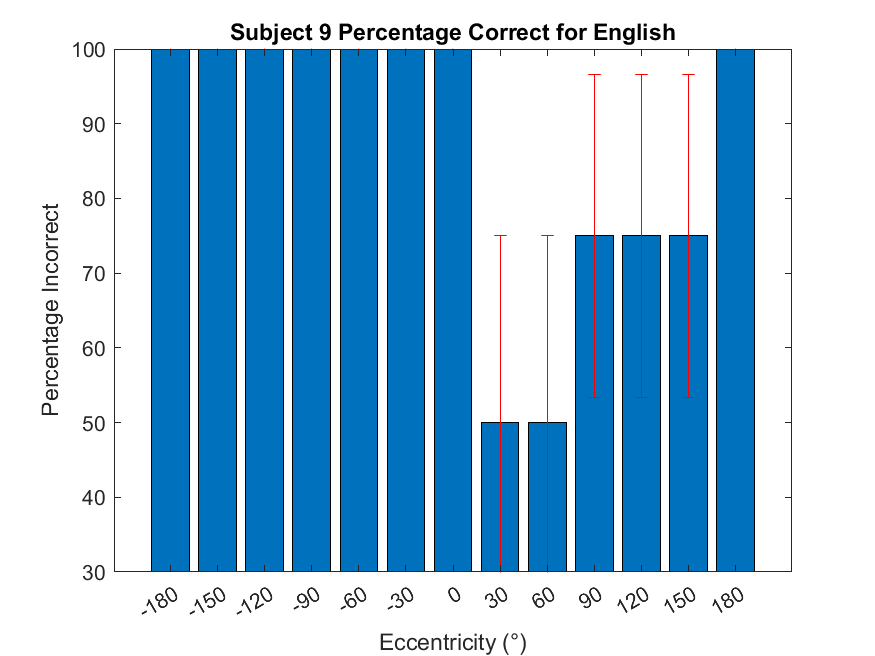 Subject 9 Percentage Correct for English
Percentage Incorrect
100
90
80
70
60
50
40
30
-180 -150 -120 -90 -60 -30 0 30 60 90 120 150 180
Eccentricity (°)